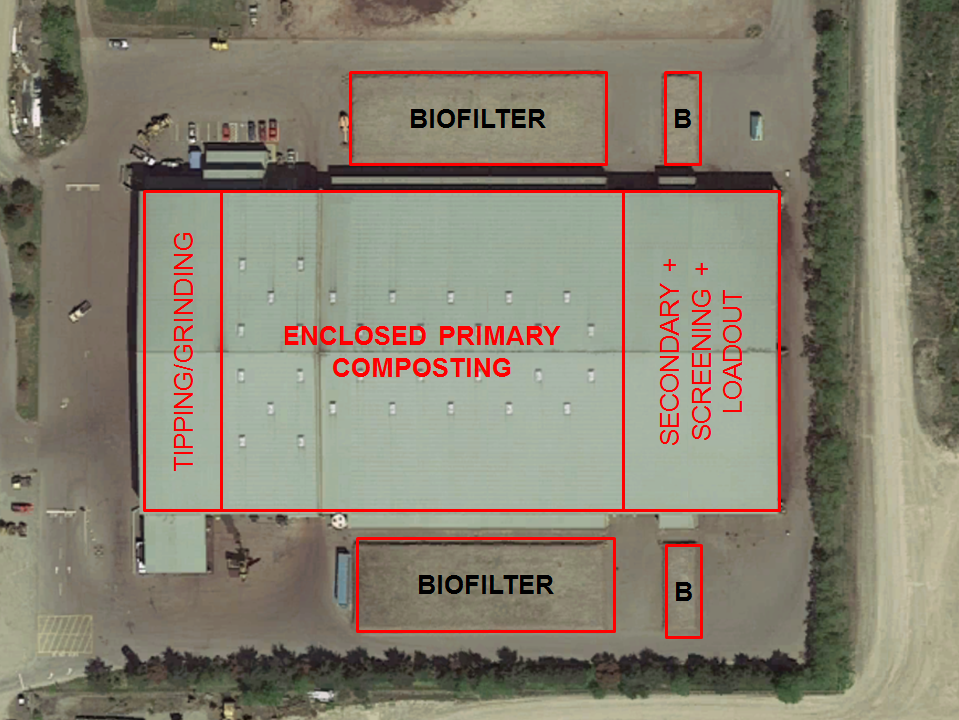 BIOFILTER
B
TIPPING/GRINDING
ENCLOSED PRIMARY
COMPOSTING
SECONDARY +
SCREENING +
LOADOUT
BIOFILTER
B